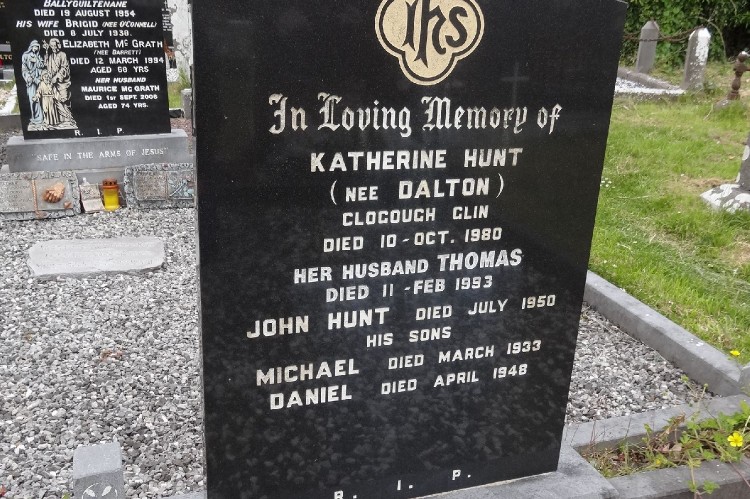 BALLYGUILTENANE
DIED 19 AUGUST 1954
HIS WIFE BRIGID (NEE O'CONNELL)
DIED 8 JULY 1938.
ELIZABETH MC GRATH
(NEE BARRETT)
DIED 12 MARCH 1994
AGED 68 YRS
HER HUSBAND
MAURICE MC GRATH
DIED 1ST SEPT. 2005
AGED 74 YRS.
R. I. P.
"SAFE IN THE ARMS OF JESUS"
ihs
In Loving Memory of
KATHERINE HUNT
(NEE DALTON)
CLOGOUGH GLIN
DIED 10-OCT. 1980
HER HUSBAND THOMAS
DIED 11-FEB 1993
JOHN HUNT DIED JULY 1950
HIS SONS
MICHAEL DIED MARCH 1933
DANIEL DIED APRIL 1948
R. I. P.